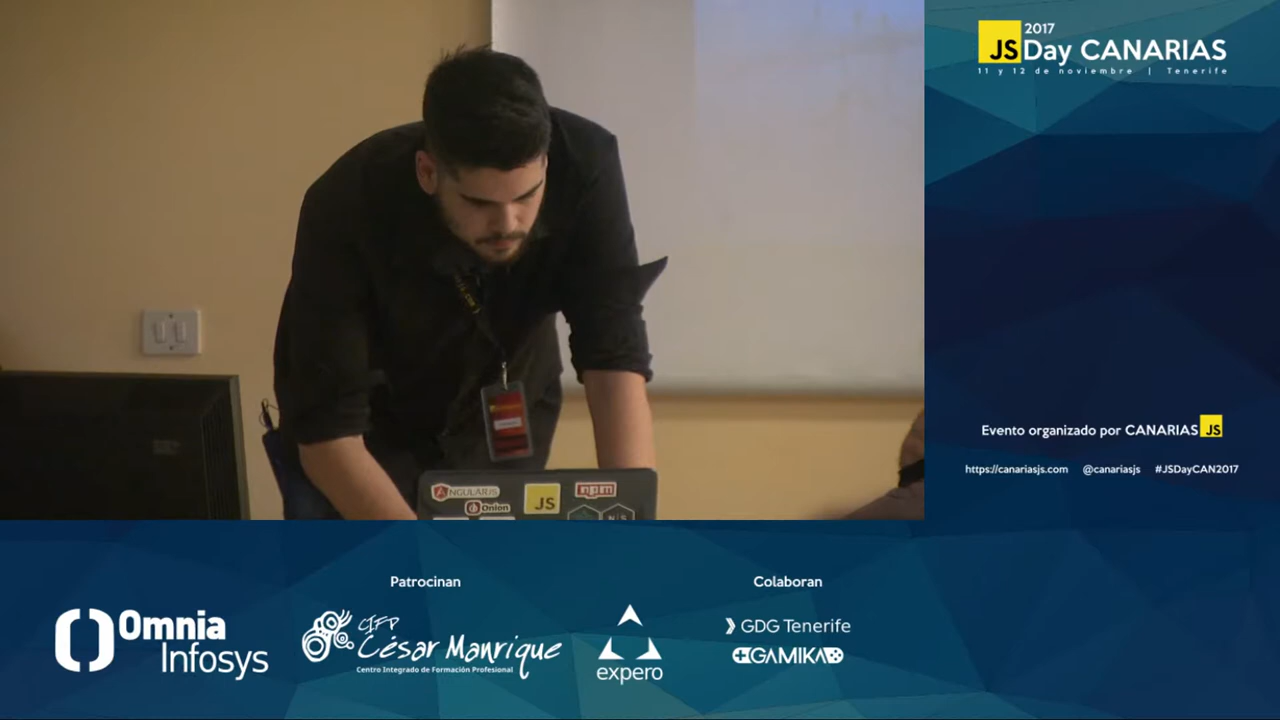 2017
JS Day CANARIAS
11 y 12 de noviembre | Tenerife
ANGULARJS
npm
JS
Onion
Evento organizado por CANARIAS JS
https://canariasjs.com @canariasjs #JSDayCAN2017
Patrocinan
Colaboran
Omnia
Infosys
CIFP
César Manrique
Centro Integrado de Formación Profesional
expero
GDG Tenerife
GAMIKA